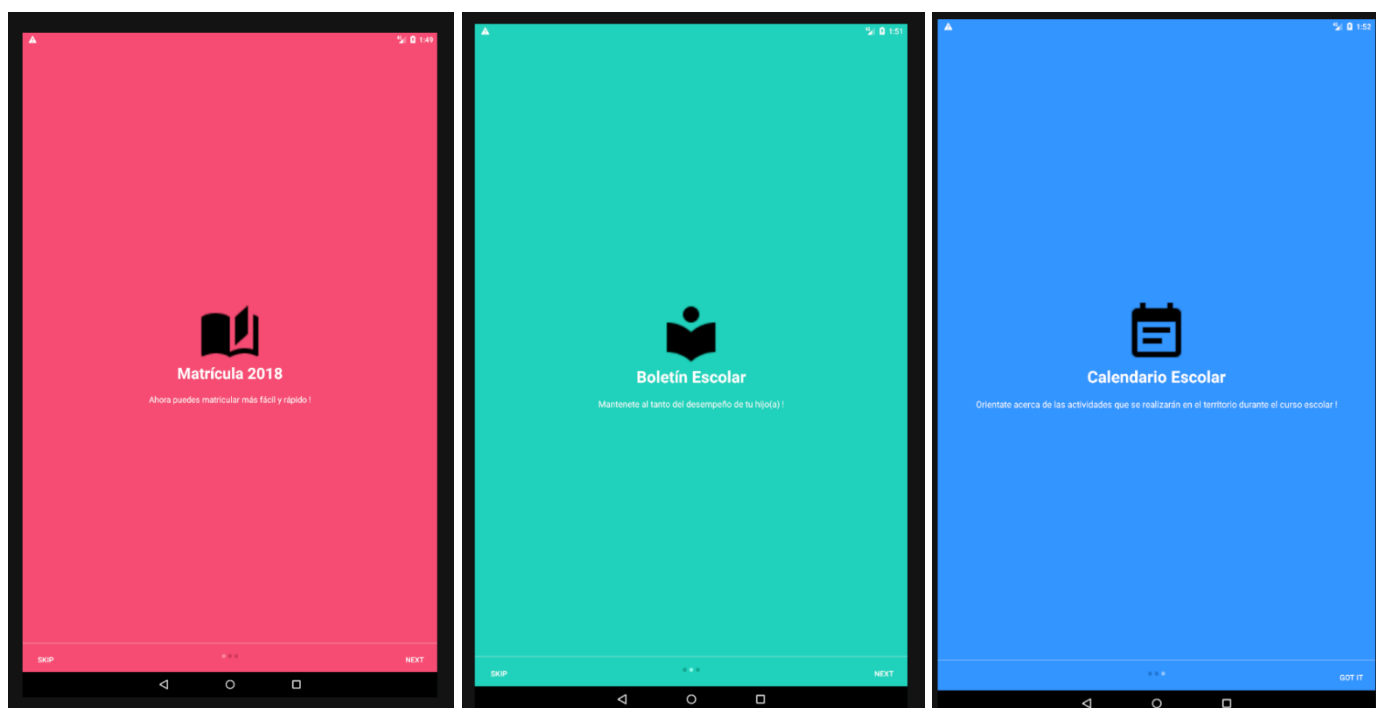 1:49
Matrícula 2018
Ahora puedes matricular más fácil y rápido !
SKIP
NEXT
1:51
Boletín Escolar
Mantenete al tanto del desempeño de tu hijo(a) !
SKIP
NEXT
1:52
Calendario Escolar
Orientate acerca de las actividades que se realizarán en el territorio durante el curso escolar !
GOT IT